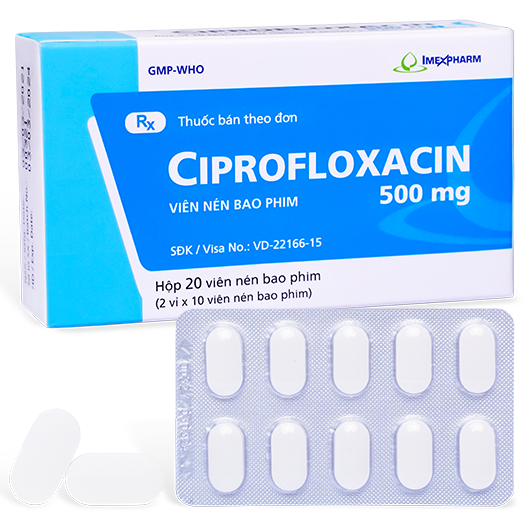 IMEXPHARM
GMP-WHO
Rx Thuốc bán theo đơn
CIPROFLOXACIN
500 mg
VIÊN NÉN BAO PHIM
SĐK / Visa No.: VD-22166-15
Hộp 20 viên nén bao phim
(2 vỉ x 10 viên nén bao phim)